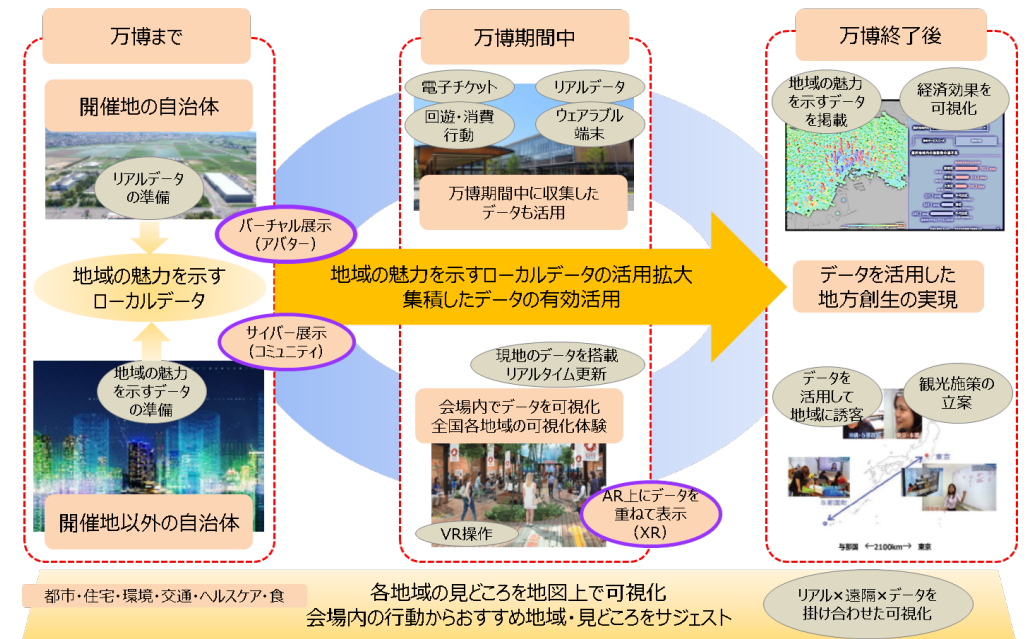 万博まで
開催地の自治体
リアルデータ
の準備
地域の魅力を示す
ローカルデータ
地域の魅力
を示すデータ
の準備
開催地以外の自治体
バーチャル展示
(アバター)
サイバー展示
(コミュニティ)
万博期間中
電子チケット
リアルデータ
回遊・消費
行動
ウェアラブル
端末
万博期間中に収集した
データも活用
地域の魅力を示すローカルデータの活用拡大
集積したデータの有効活用
現地のデータを搭載
リアルタイム更新
会場内でデータを可視化
全国各地域の可視化体験
VR操作
AR上にデータを
重ねて表示
(XR)
万博終了後
地域の魅力
を示すデータ
を掲載
経済効果を
可視化
データを活用した
地方創生の実現
データを
活用して
地域に誘客
観光施策の
立案
東京
与那国町
与那国 ←2100km→ 東京
都市・住宅・環境・交通・ヘルスケア・食
各地域の見どころを地図上で可視化
会場内の行動からおすすめ地域・見どころをサジェスト
リアル×遠隔×データを
掛け合わせた可視化